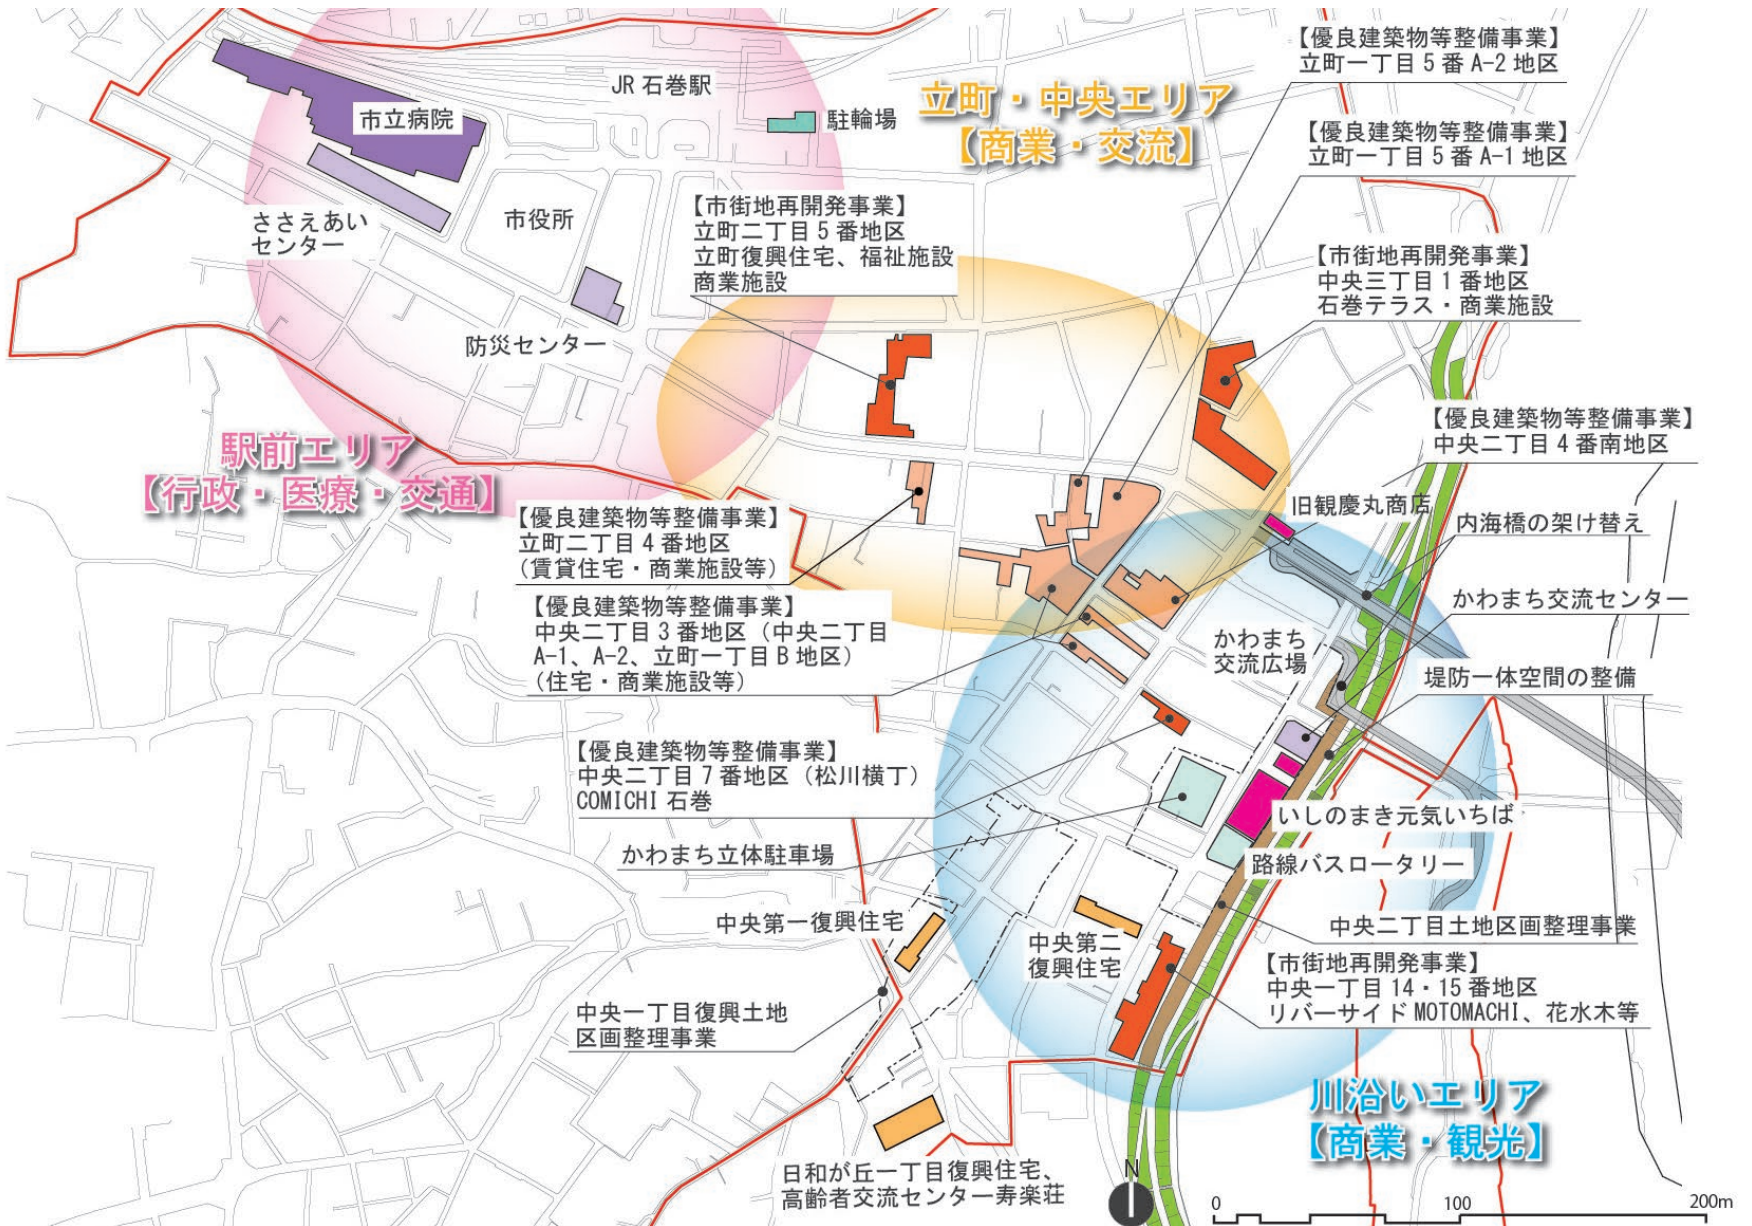 JR 石巻駅
市立病院
駐輪場
ささえあい
センター
市役所
防災センター
駅前エリア
【行政・医療・交通】
立町・中央エリア
【商業・交流】
【優良建築物等整備事業】
立町一丁目 5 番 A-2 地区
【優良建築物等整備事業】
立町一丁目 5 番 A-1 地区
【市街地再開発事業】
立町二丁目 5 番地区
立町復興住宅、福祉施設
商業施設
【市街地再開発事業】
中央三丁目 1 番地区
石巻テラス・商業施設
【優良建築物等整備事業】
中央二丁目 4 番南地区
旧観慶丸商店
内海橋の架け替え
かわまち交流センター
かわまち
交流広場
堤防一体空間の整備
【優良建築物等整備事業】
立町二丁目 4 番地区
（賃貸住宅・商業施設等）
【優良建築物等整備事業】
中央二丁目 3 番地区（中央二丁目
A-1、A-2、立町一丁目 B 地区）
（住宅・商業施設等）
【優良建築物等整備事業】
中央二丁目 7 番地区（松川横丁）
COMICHI 石巻
かわまち立体駐車場
いしのまき元気いちば
路線バスロータリー
中央第一復興住宅
中央第二
復興住宅
中央二丁目土地区画整理事業
【市街地再開発事業】
中央一丁目 14・15 番地区
リバーサイド MOTOMACHI、花水木等
中央一丁目復興土地
区画整理事業
川沿いエリア
【商業・観光】
日和が丘一丁目復興住宅、
高齢者交流センター寿楽荘
N
0 100 200m